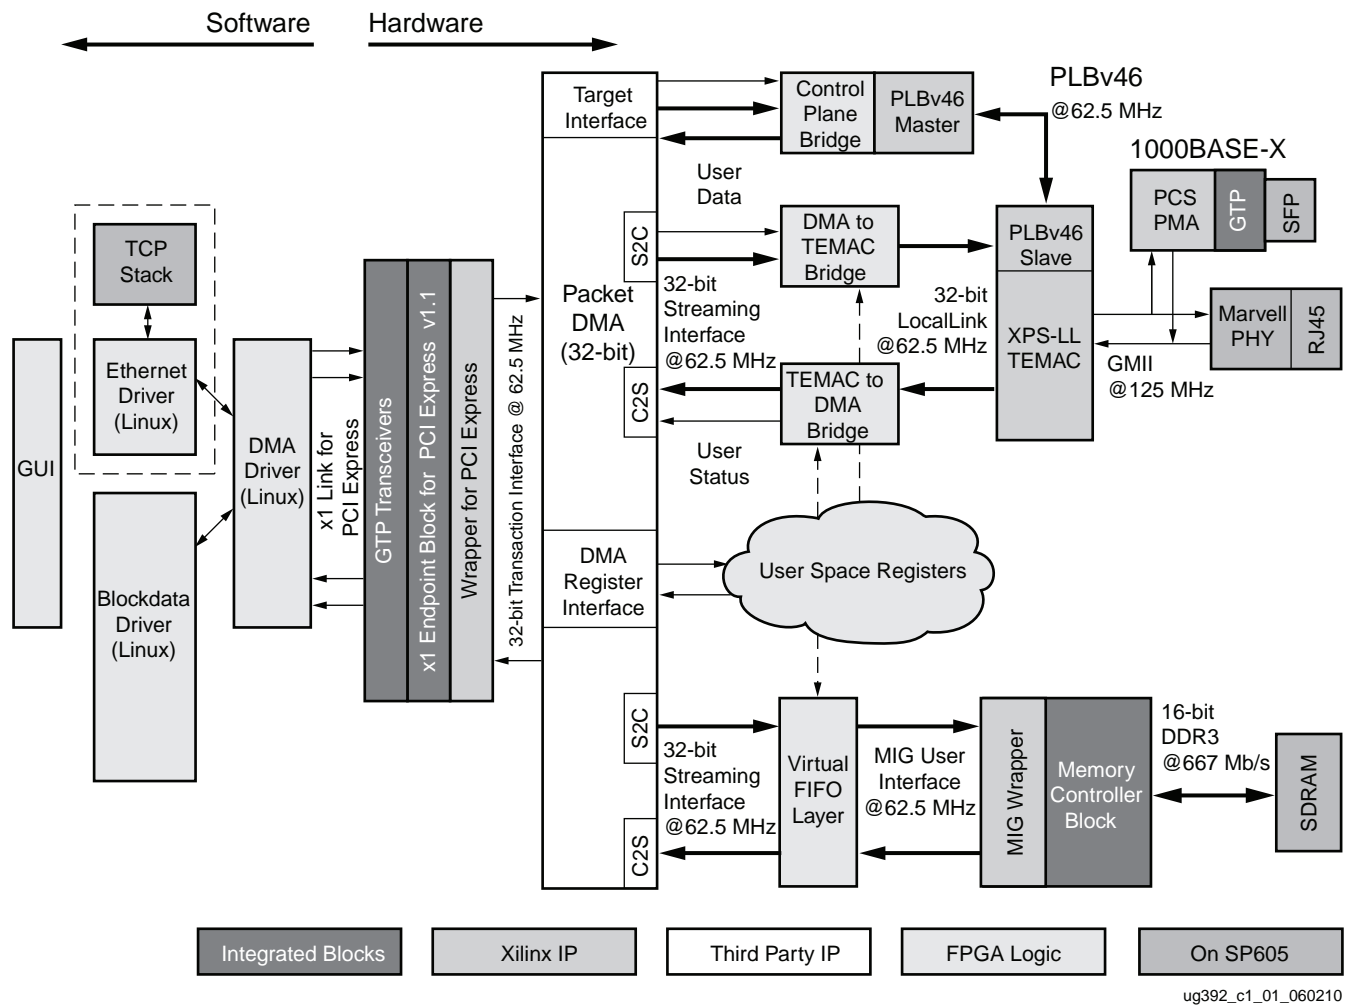 Software
Hardware
Target
Interface
Control
Plane
Bridge
PLBv46
Master
PLBv46
@62.5 MHz
1000BASE-X
PCS
PMA
GTP
SFP
User
Data
TCP
Stack
S2C
DMA to
TEMAC
Bridge
PLBv46
Slave
Packet
DMA
(32-bit)
32-bit
Streaming
Interface
@62.5 MHz
32-bit
LocalLink
@62.5 MHz
XPS-LL
TEMAC
Marvell
PHY
RJ45
GMII
@125 MHz
GUI
Ethernet
Driver
(Linux)
DMA
Driver
(Linux)
x1 Link for
PCI Express
GTP Transceivers
x1 Endpoint Block for PCI Express v1.1
Wrapper for PCI Express
32-bit Transaction Interface @ 62.5 MHz
C2S
TEMAC to
DMA
Bridge
User
Status
Blockdata
Driver
(Linux)
DMA
Register
Interface
User Space Registers
S2C
32-bit
Streaming
Interface
@62.5 MHz
C2S
Virtual
FIFO
Layer
MIG User
Interface
@62.5 MHz
MIG Wrapper
Memory
Controller
Block
16-bit
DDR3
@667 Mb/s
SDRAM
Integrated Blocks
Xilinx IP
Third Party IP
FPGA Logic
On SP605
ug392_c1_01_060210